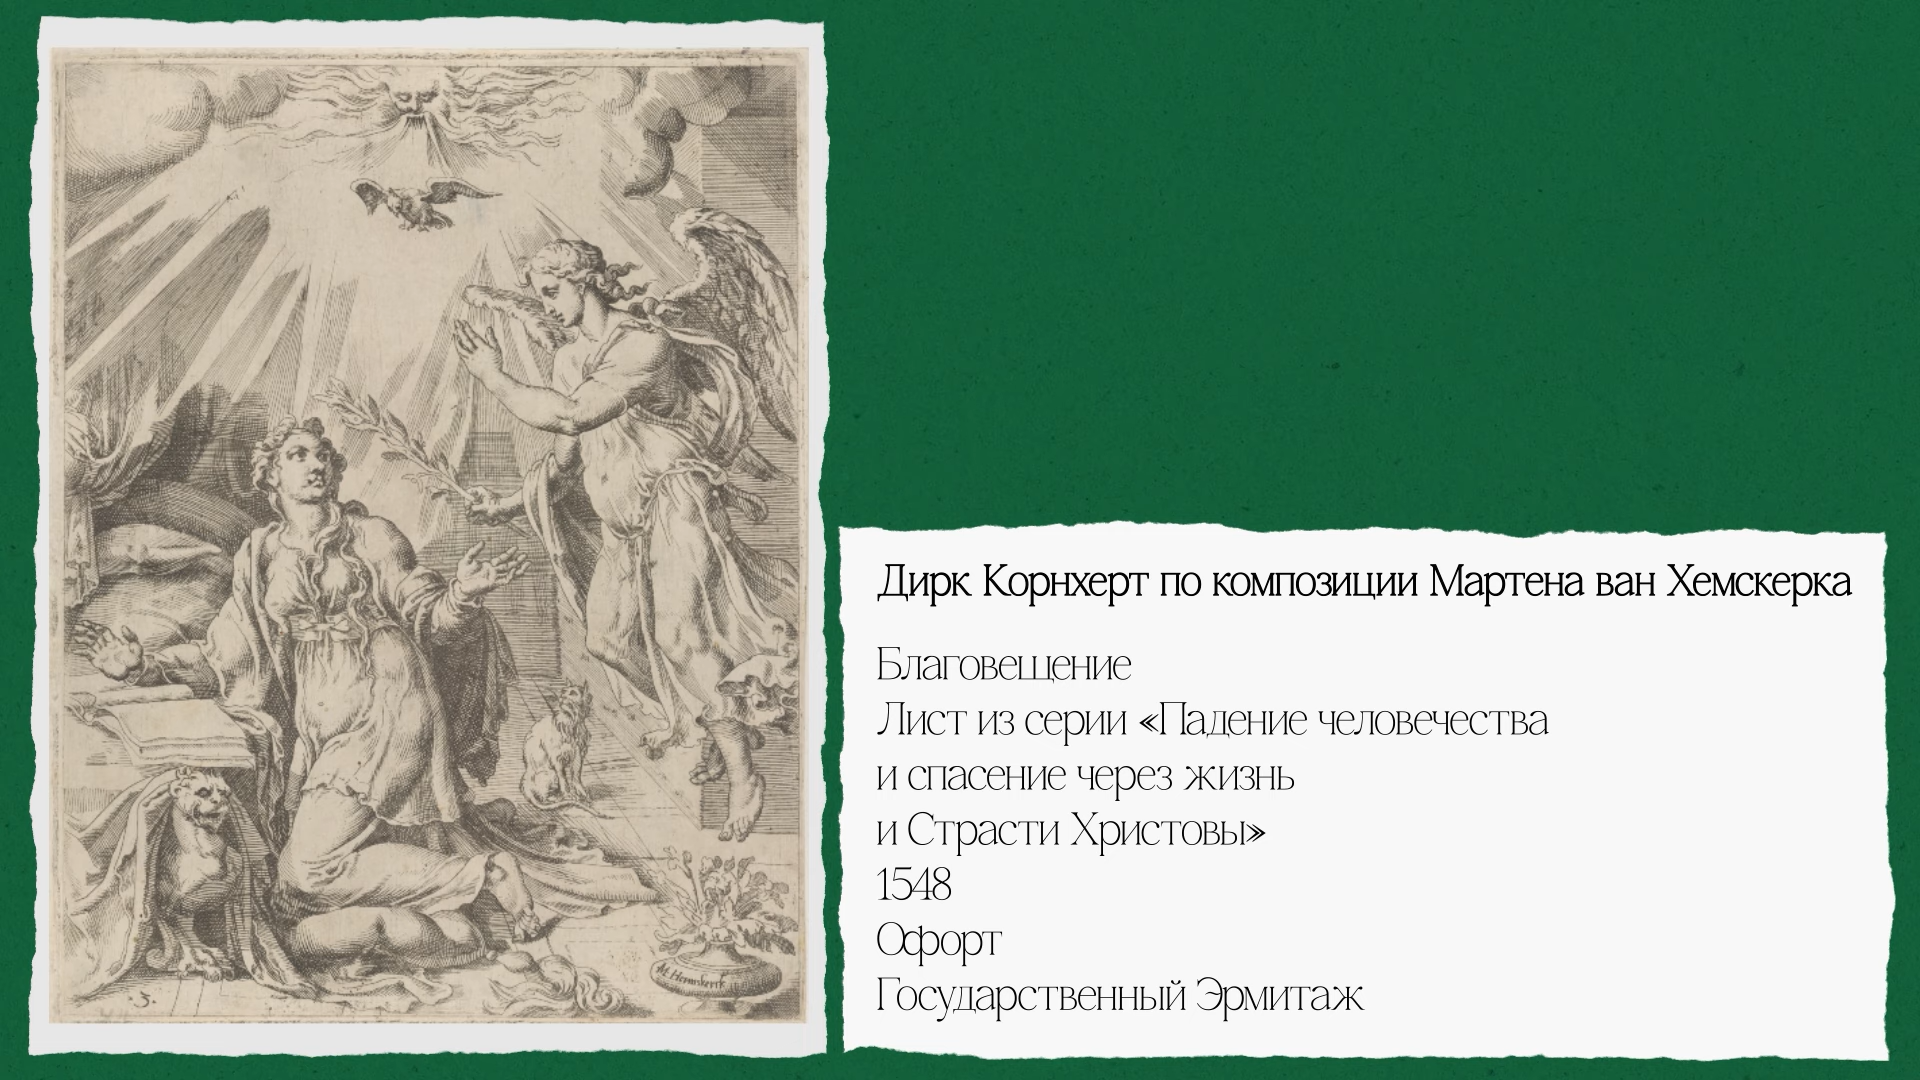 Дирк Корнхерт по композиции Мартена ван Хемскерка
Благовещение
Лист из серии «Падение человечества
и спасение через жизнь
и Страсти Христовы»
1548
Офорт
Государственный Эрмитаж
3.